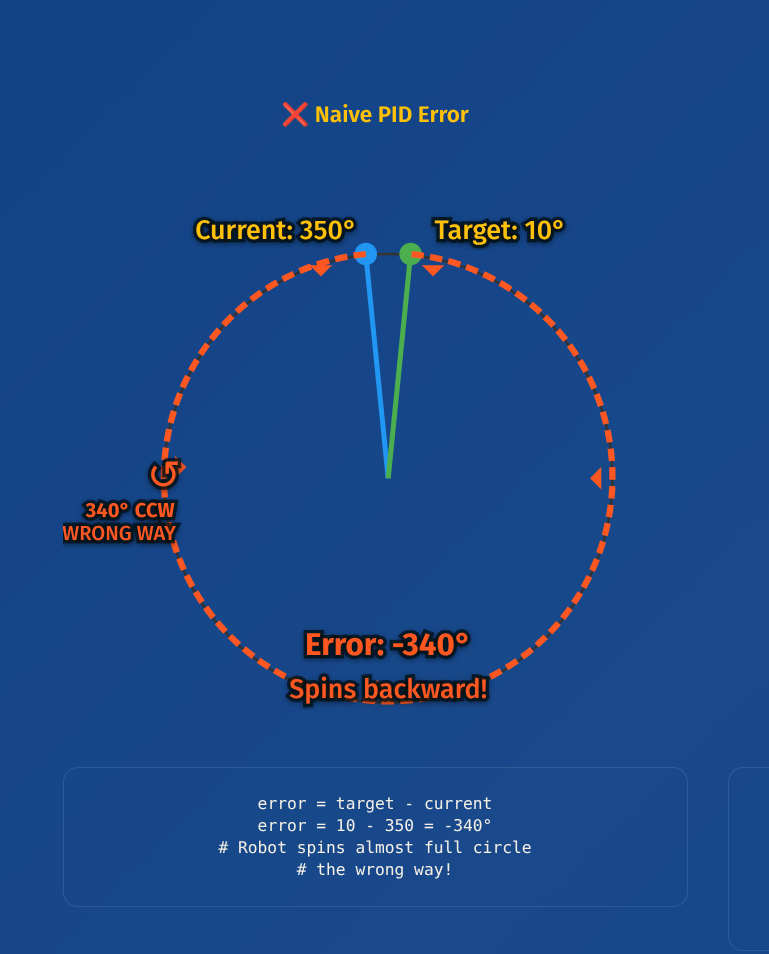 ❌ Naive PID Error
Current: 350°
Target: 10°
↺
340° CCW
WRONG WAY
Error: -340°
Spins backward!
error = target - current
error = 10 - 350 = -340°
# Robot spins almost full circle
# the wrong way!